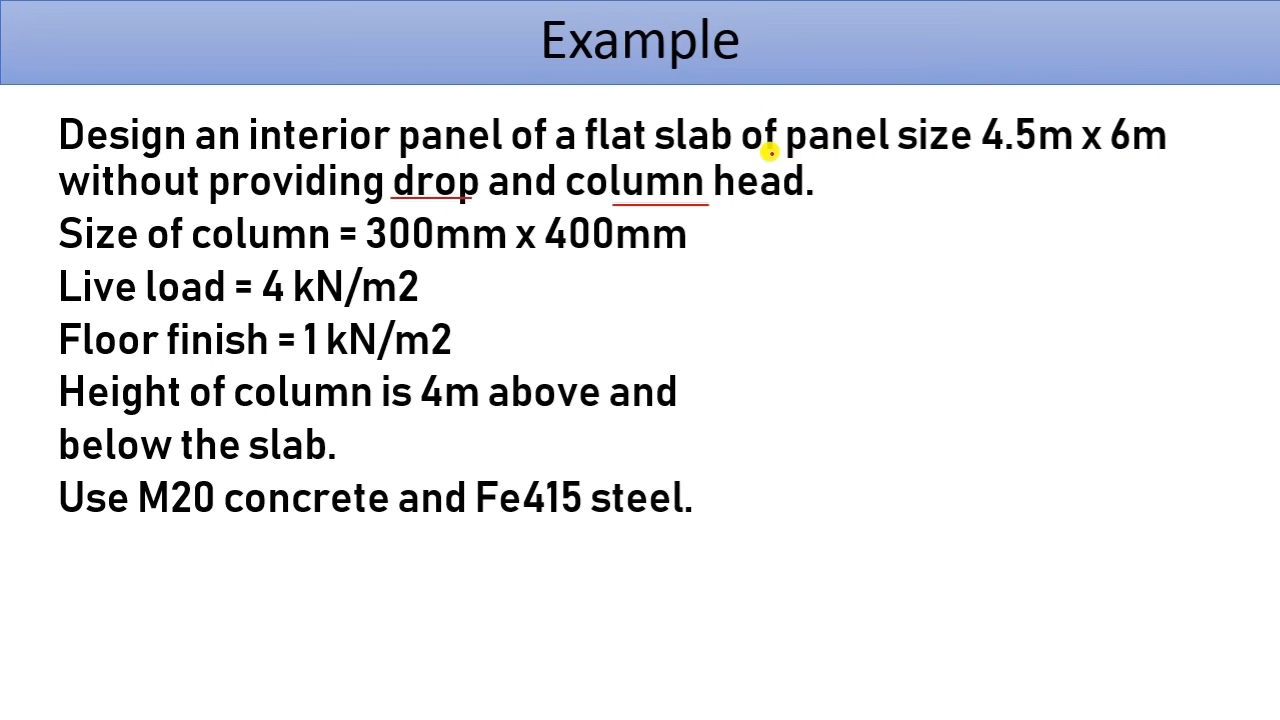 Example
Design an interior panel of a flat slab of panel size 4.5m x 6m
without providing drop and column head.
Size of column = 300mm x 400mm
Live load = 4 kN/m2
Floor finish = 1 kN/m2
Height of column is 4m above and
below the slab.
Use M20 concrete and Fe415 steel.